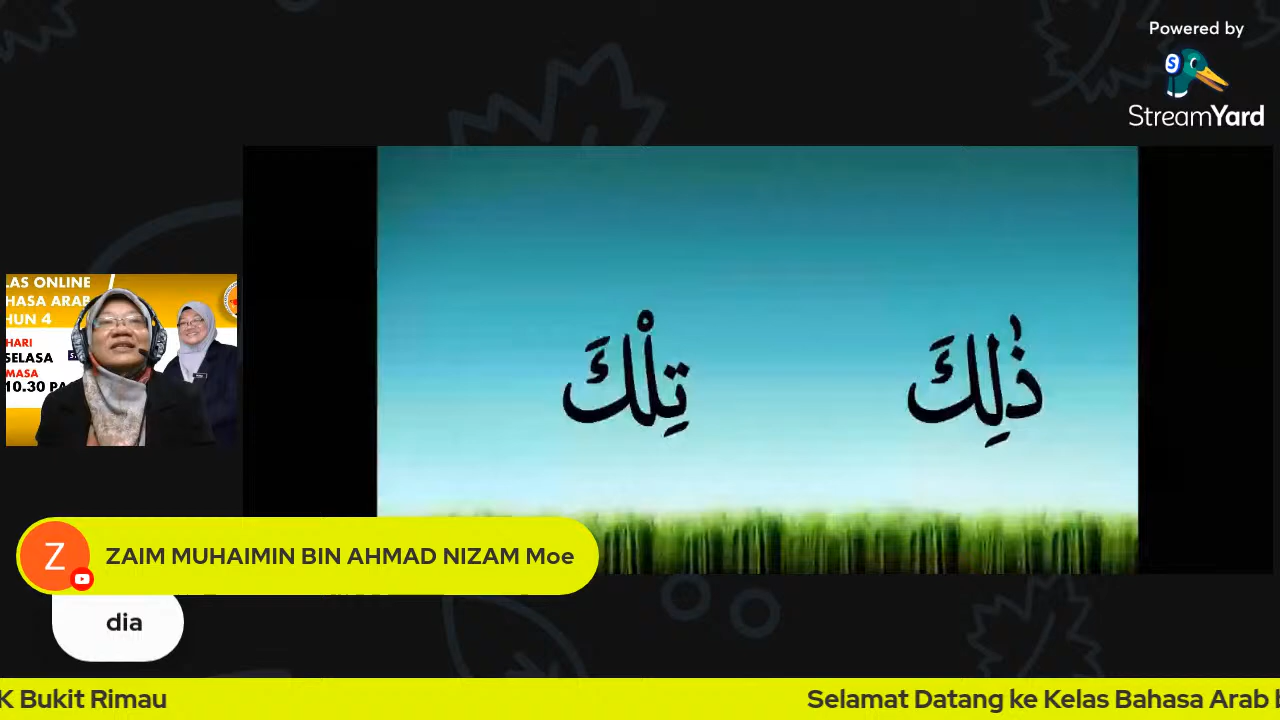 Powered by
StreamYard
ذٰلِكَ
تِلْكَ
LAS ONLINE
HASA ARAB
HUN 4
HARI
SELASA
MASA
10.30 PA
Z
ZAIM MUHAIMIN BIN AHMAD NIZAM Moe
dia
K Bukit Rimau
Selamat Datang ke Kelas Bahasa Arab